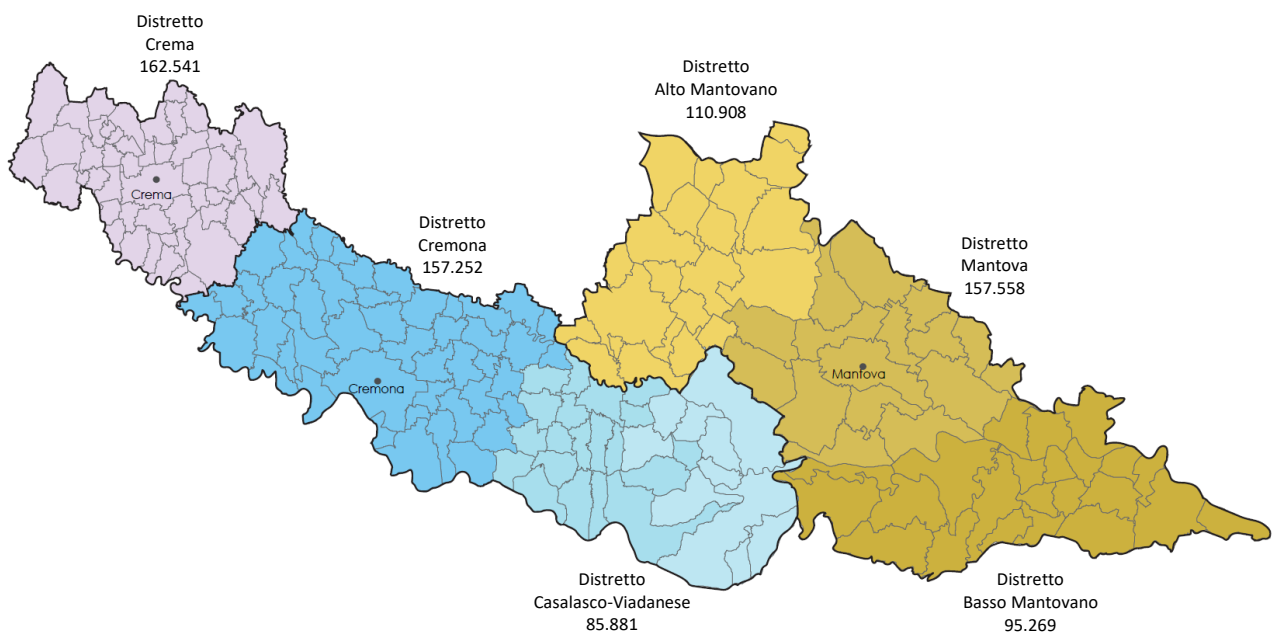 Distretto
Crema
162.541
Distretto
Alto Mantovano
110.908
Crema
Distretto
Cremona
157.252
Distretto
Mantova
157.558
Mantova
Cremona
Distretto
Casalasco-Viadanese
85.881
Distretto
Basso Mantovano
95.269